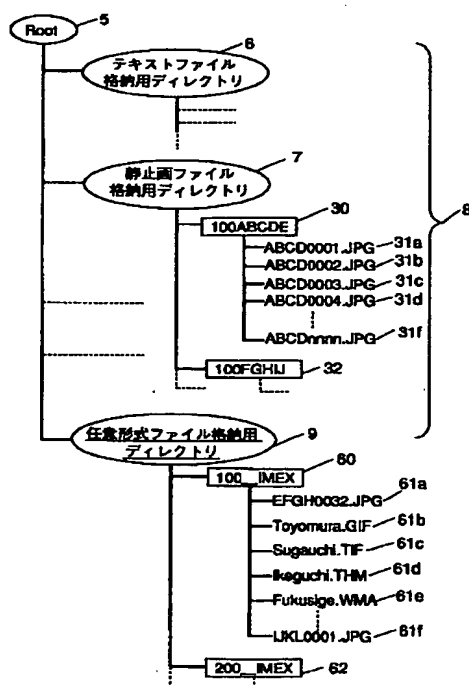 Root
5
6
テキストファイル
格納用ディレクトリ
7
静止画ファイル
格納用ディレクトリ
8
100ABCDE
30
ABCD0001.JPG
31a
ABCD0002.JPG
31b
ABCD0003.JPG
31c
ABCD0004.JPG
31d
ABCDnnnn.JPG
31f
100FGHIJ
32
任意形式ファイル格納用
ディレクトリ
9
100__IMEX
60
EFGH0032.JPG
61a
Toyomura.GIF
61b
Sugauchi.TIF
61c
Ikeguchi.THM
61d
Fukusige.WMA
61e
IJKL0001.JPG
61f
200__IMEX
62